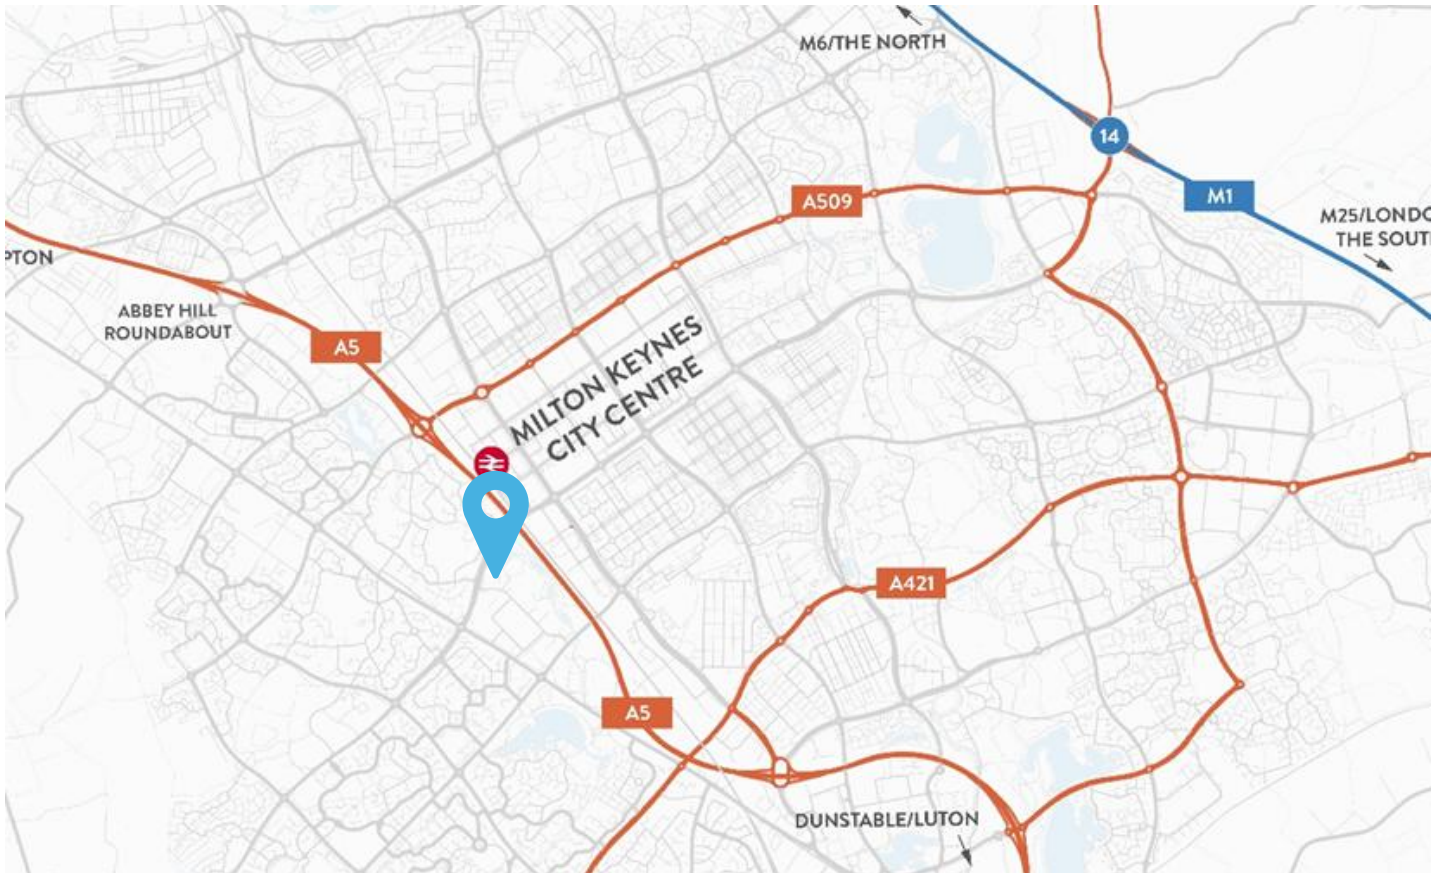 M6/THE NORTH
14
M1
A509
M25/LONDO
THE SOUT
PTON
ABBEY HILL
ROUNDABOUT
A5
MILTON KEYNES
CITY CENTRE
A421
A5
DUNSTABLE/LUTON